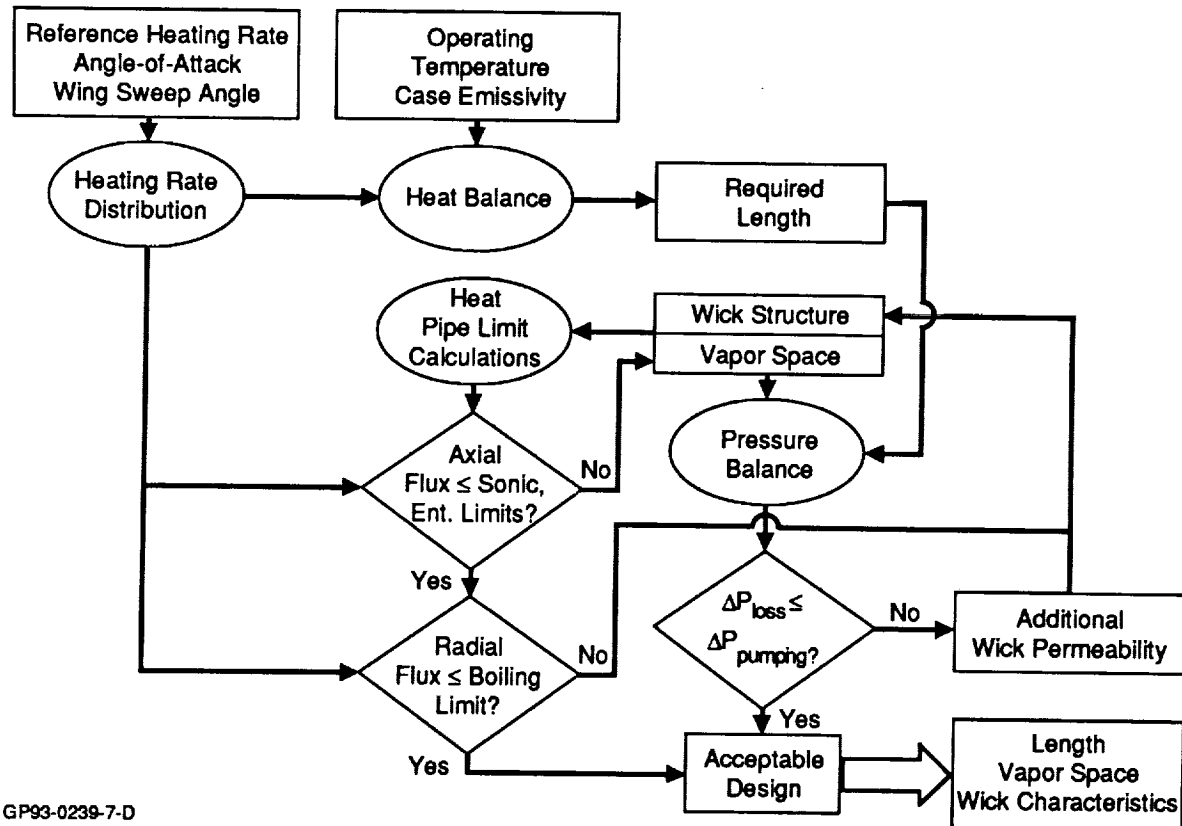 Reference Heating Rate
Angle-of-Attack
Wing Sweep Angle
Operating
Temperature
Case Emissivity
Heating Rate
Distribution
Heat Balance
Required
Length
Heat
Pipe Limit
Calculations
Wick Structure
Vapor Space
Pressure
Balance
Axial
Flux ≤ Sonic,
Ent. Limits?
No
Yes
Radial
Flux ≤ Boiling
Limit?
No
Yes
ΔPloss ≤
ΔPpumping?
No
Yes
Additional
Wick Permeability
Acceptable
Design
Length
Vapor Space
Wick Characteristics
GP93-0239-7-D